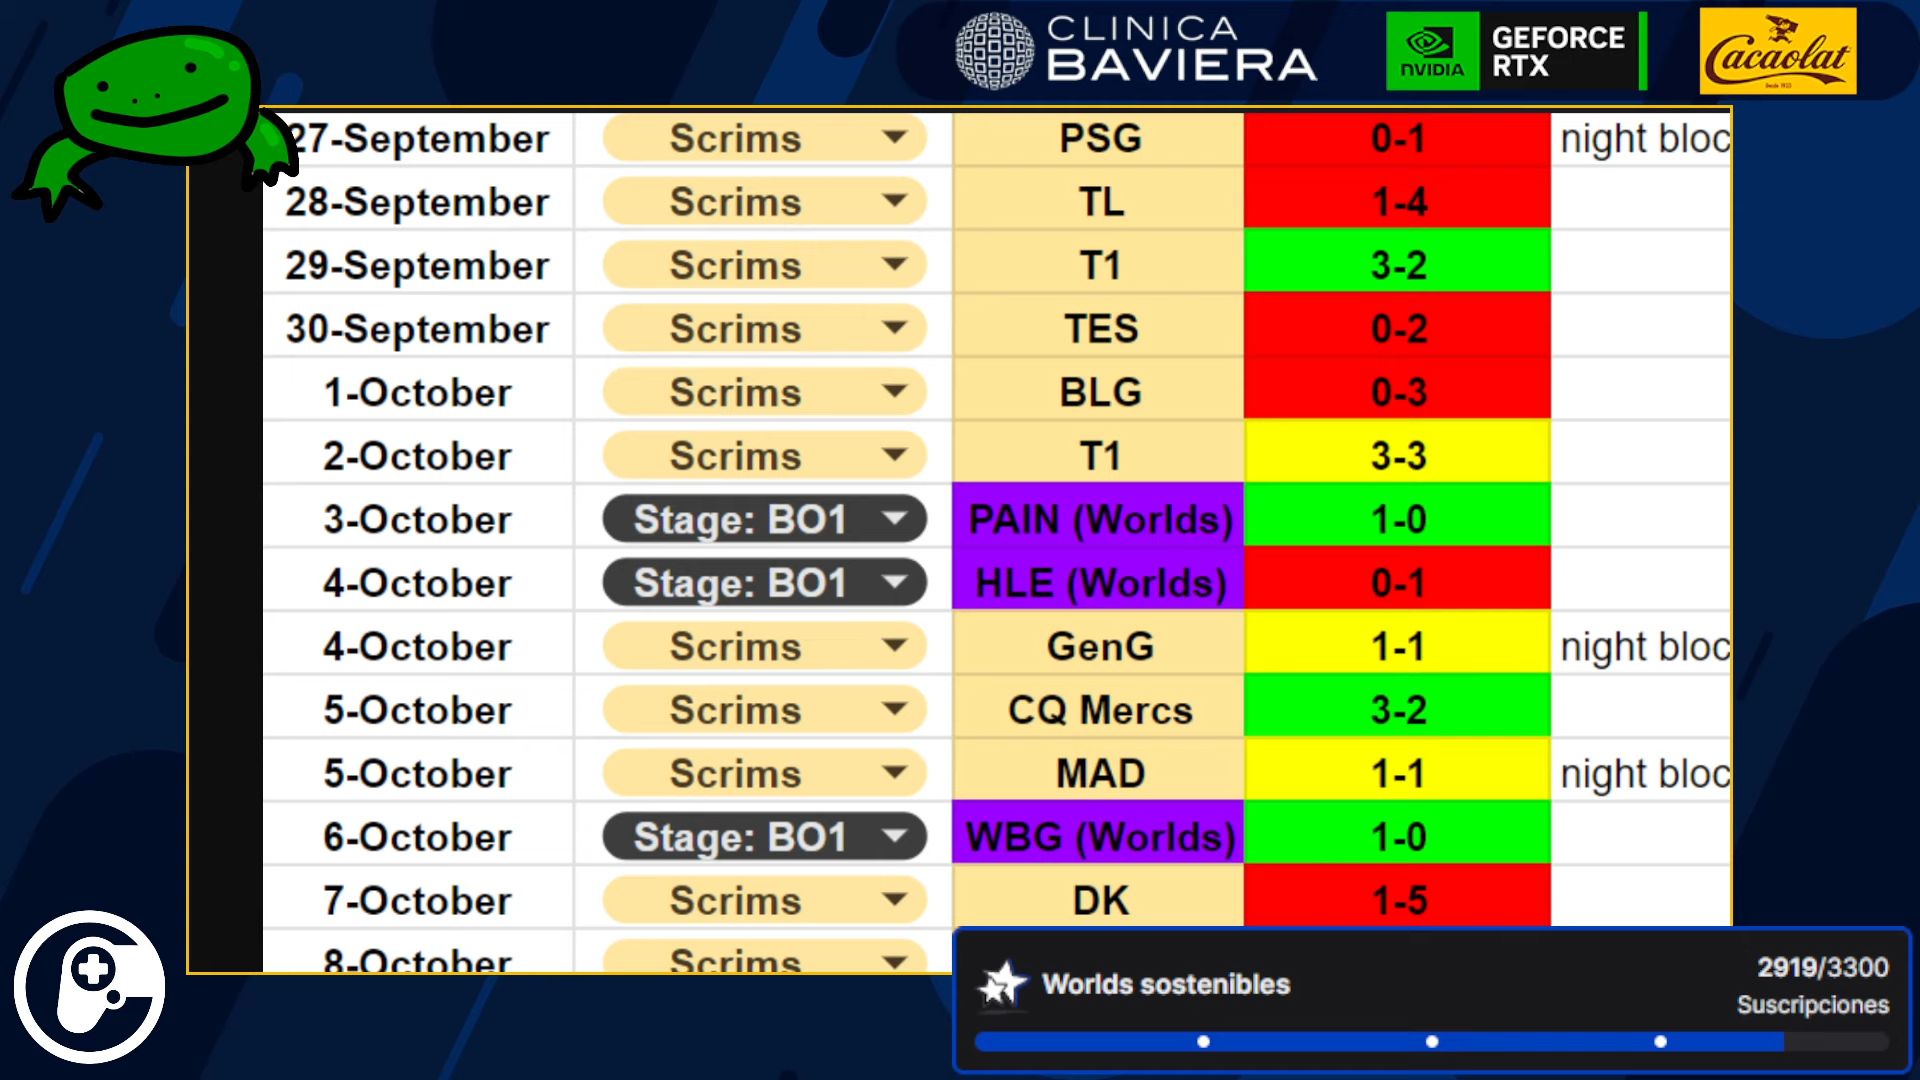 CLINICA
BAVIERA
NVIDIA
GEFORCE
RTX
Cacaolat
Desde 1933
27-September Scrims PSG 0-1 night bloc
28-September Scrims TL 1-4
29-September Scrims T1 3-2
30-September Scrims TES 0-2
1-October Scrims BLG 0-3
2-October Scrims T1 3-3
3-October Stage: BO1 PAIN (Worlds) 1-0
4-October Stage: BO1 HLE (Worlds) 0-1
4-October Scrims GenG 1-1 night bloc
5-October Scrims CQ Mercs 3-2
5-October Scrims MAD 1-1 night bloc
6-October Stage: BO1 WBG (Worlds) 1-0
7-October Scrims DK 1-5
8-October Scrims
Worlds sostenibles
2919/3300
Suscripciones